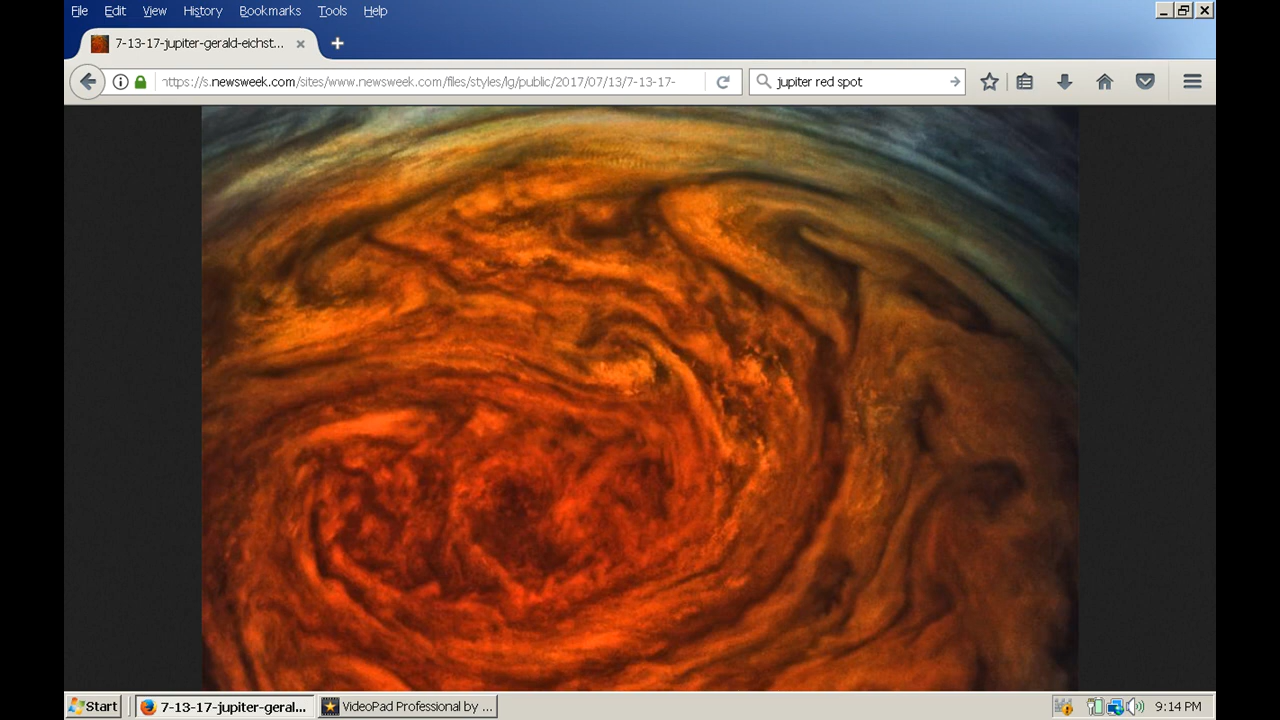 File Edit View History Bookmarks Tools Help
7-13-17-jupiter-gerald-eichst...
https://s.newsweek.com/sites/www.newsweek.com/files/styles/lg/public/2017/07/13/7-13-17-
jupiter red spot
Start 7-13-17-jupiter-geral... VideoPad Professional by ... 9:14 PM